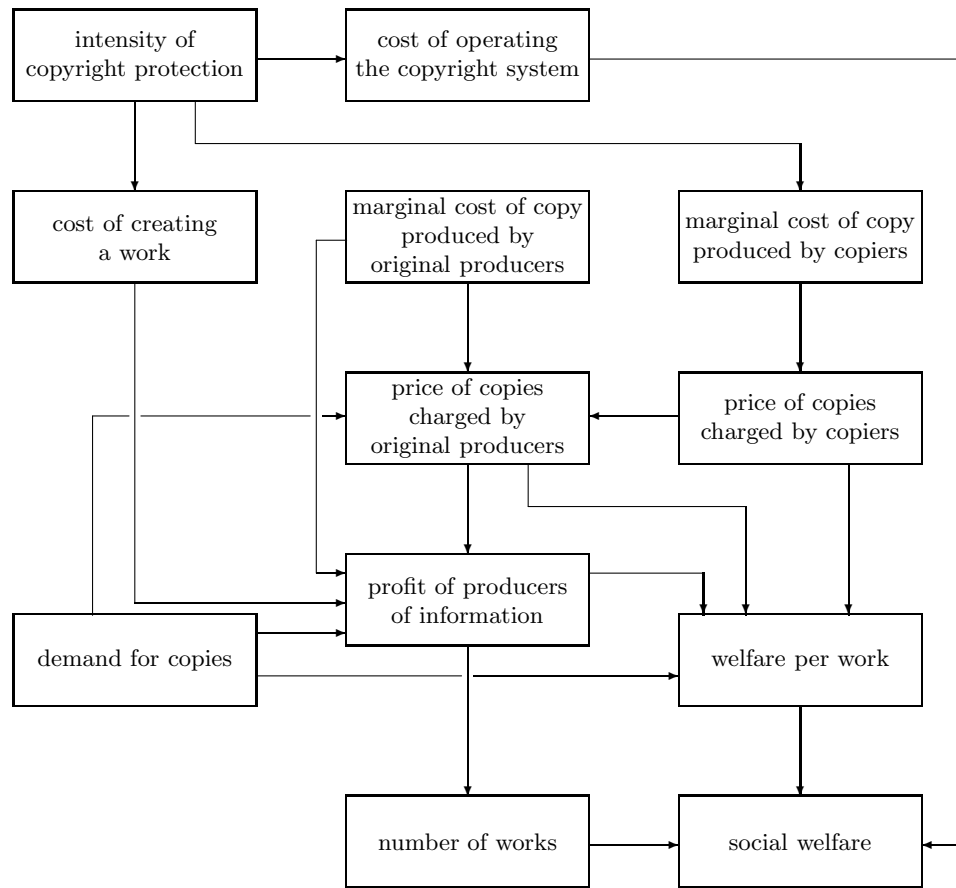 intensity of
copyright protection
cost of operating
the copyright system
cost of creating
a work
marginal cost of copy
produced by
original producers
marginal cost of copy
produced by copiers
price of copies
charged by
original producers
price of copies
charged by copiers
profit of producers
of information
demand for copies
welfare per work
number of works
social welfare